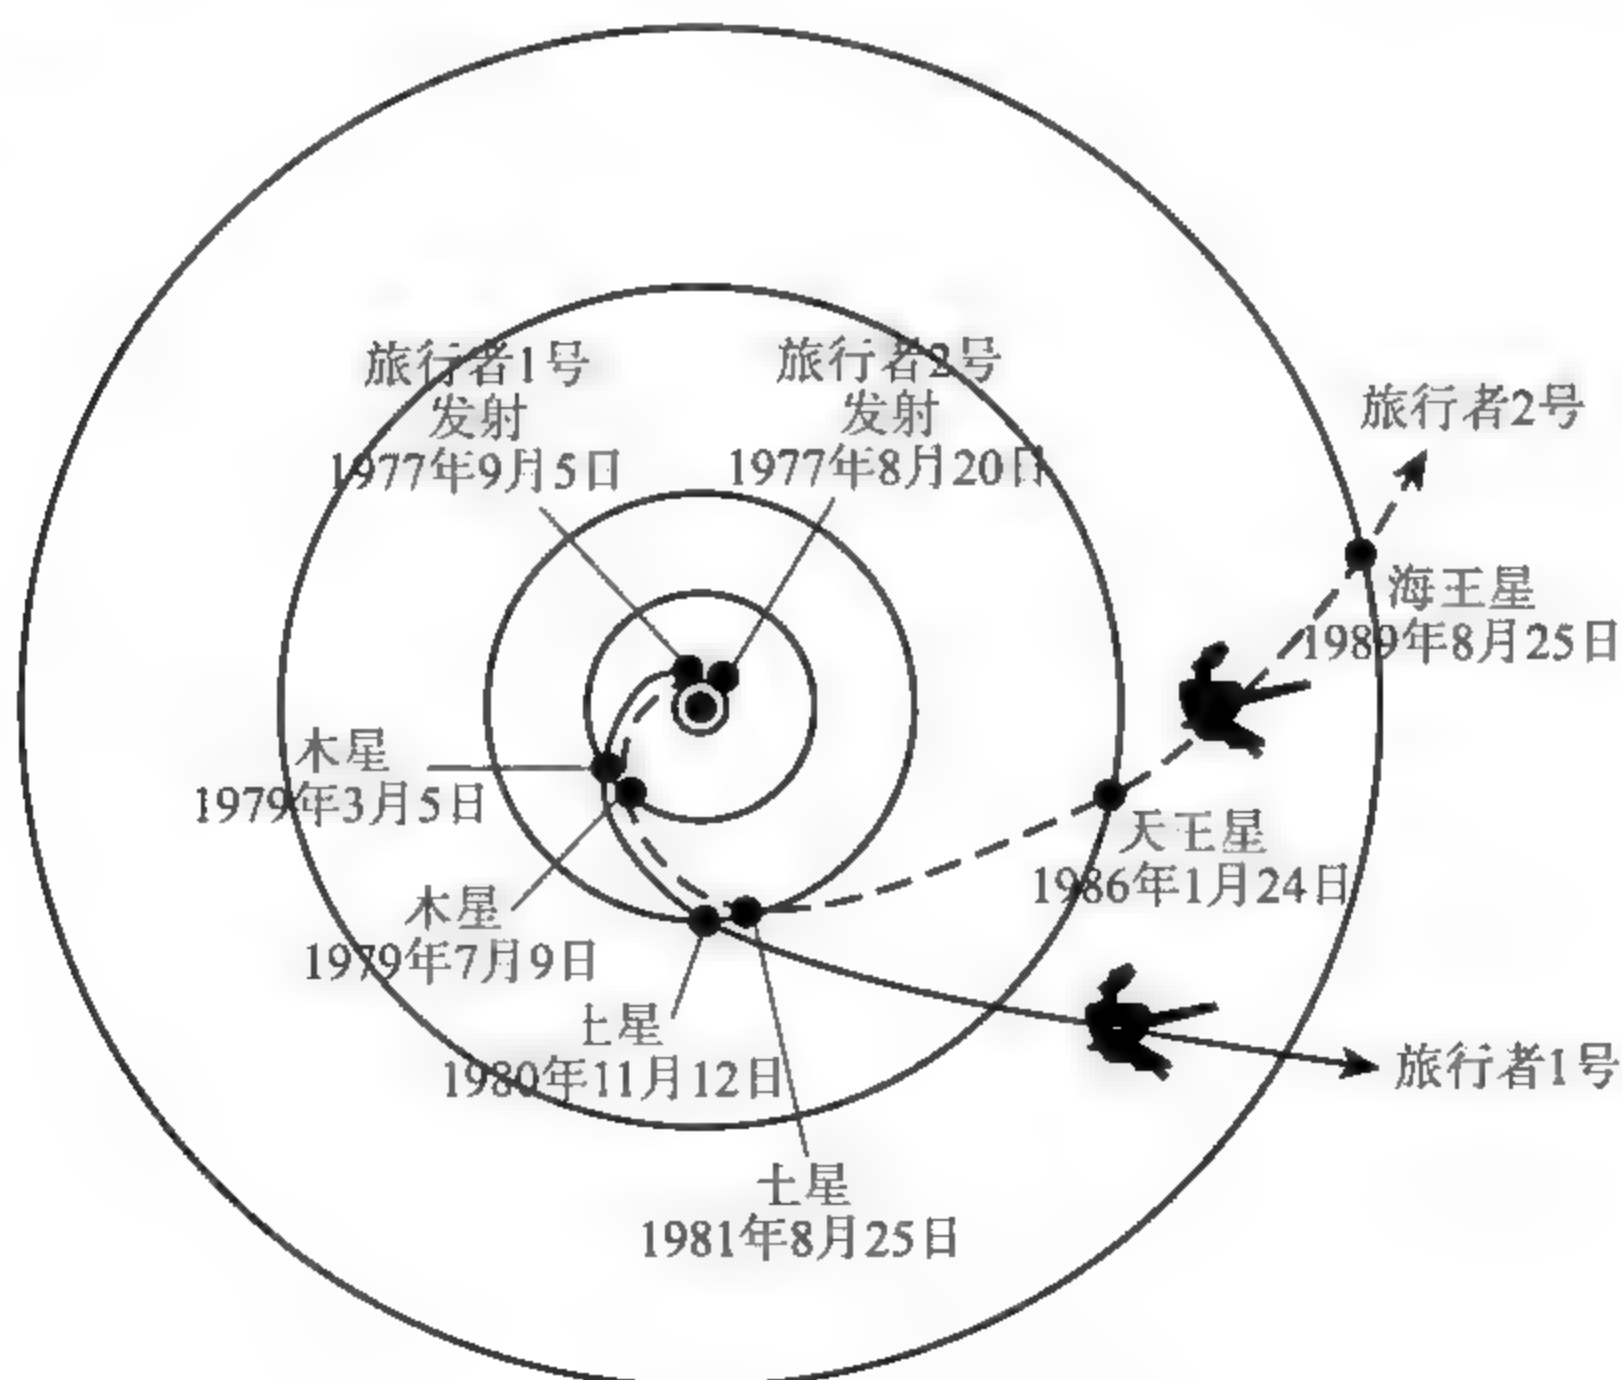 旅行者1号
发射
1977年9月5日
旅行者2号
发射
1977年8月20日
旅行者2号
海王星
1989年8月25日
木星
1979年3月5日
天王星
1986年1月24日
木星
1979年7月9日
土星
1980年11月12日
旅行者1号
土星
1981年8月25日